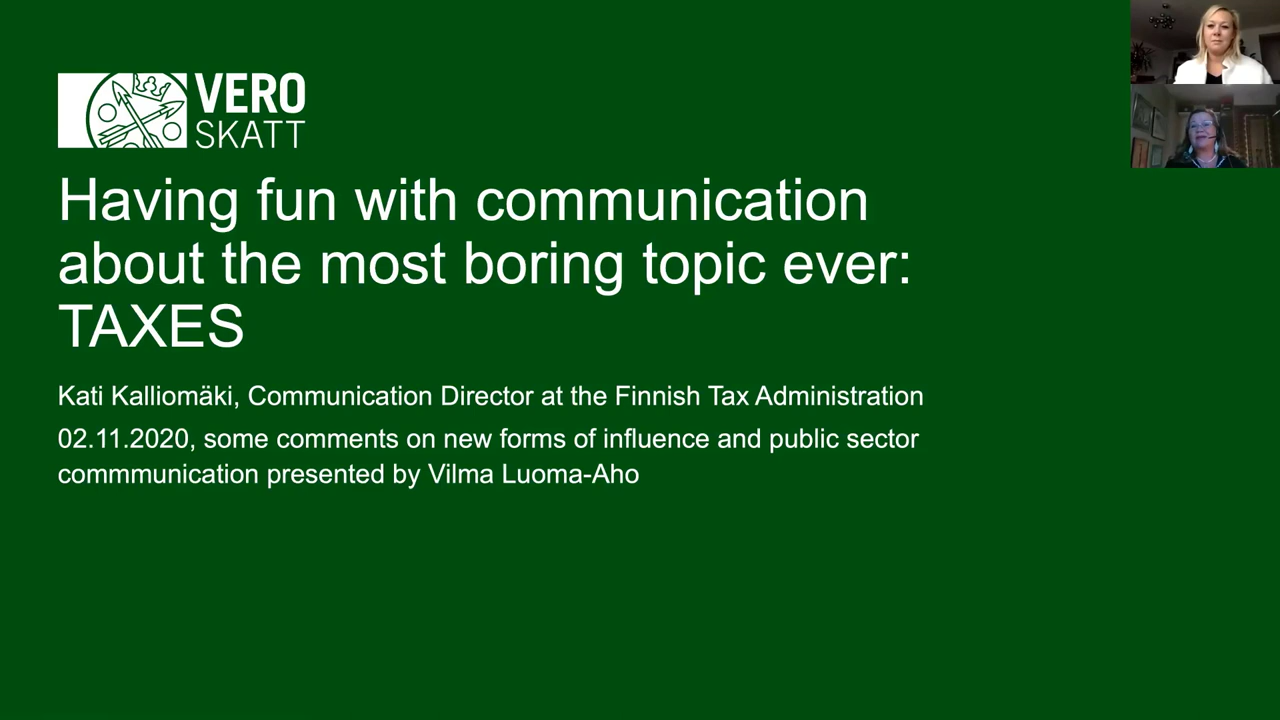 VERO
SKATT
Having fun with communication
about the most boring topic ever:
TAXES
Kati Kalliomäki, Communication Director at the Finnish Tax Administration
02.11.2020, some comments on new forms of influence and public sector
commmunication presented by Vilma Luoma-Aho